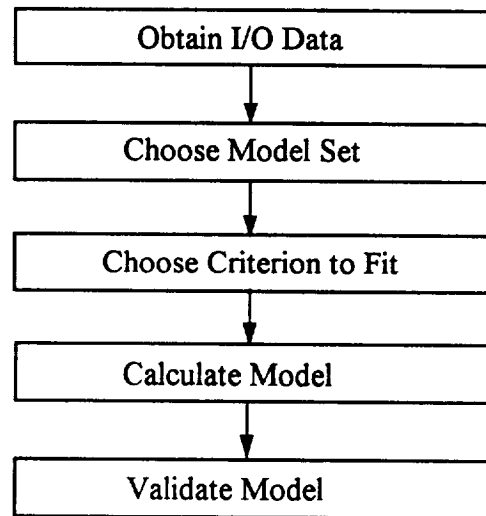 Obtain I/O Data
Choose Model Set
Choose Criterion to Fit
Calculate Model
Validate Model